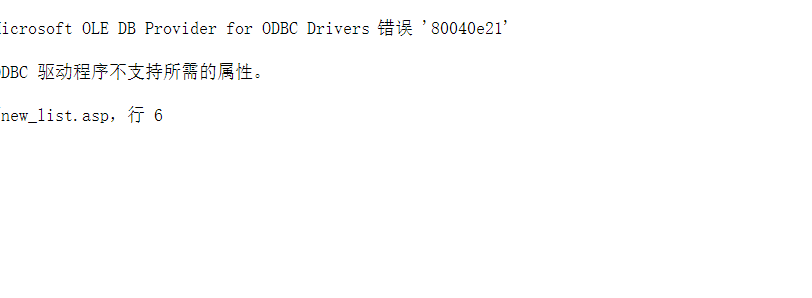 Microsoft OLE DB Provider for ODBC Drivers 错误 '80040e21'
ODBC 驱动程序不支持所需的属性。
new_list.asp，行 6